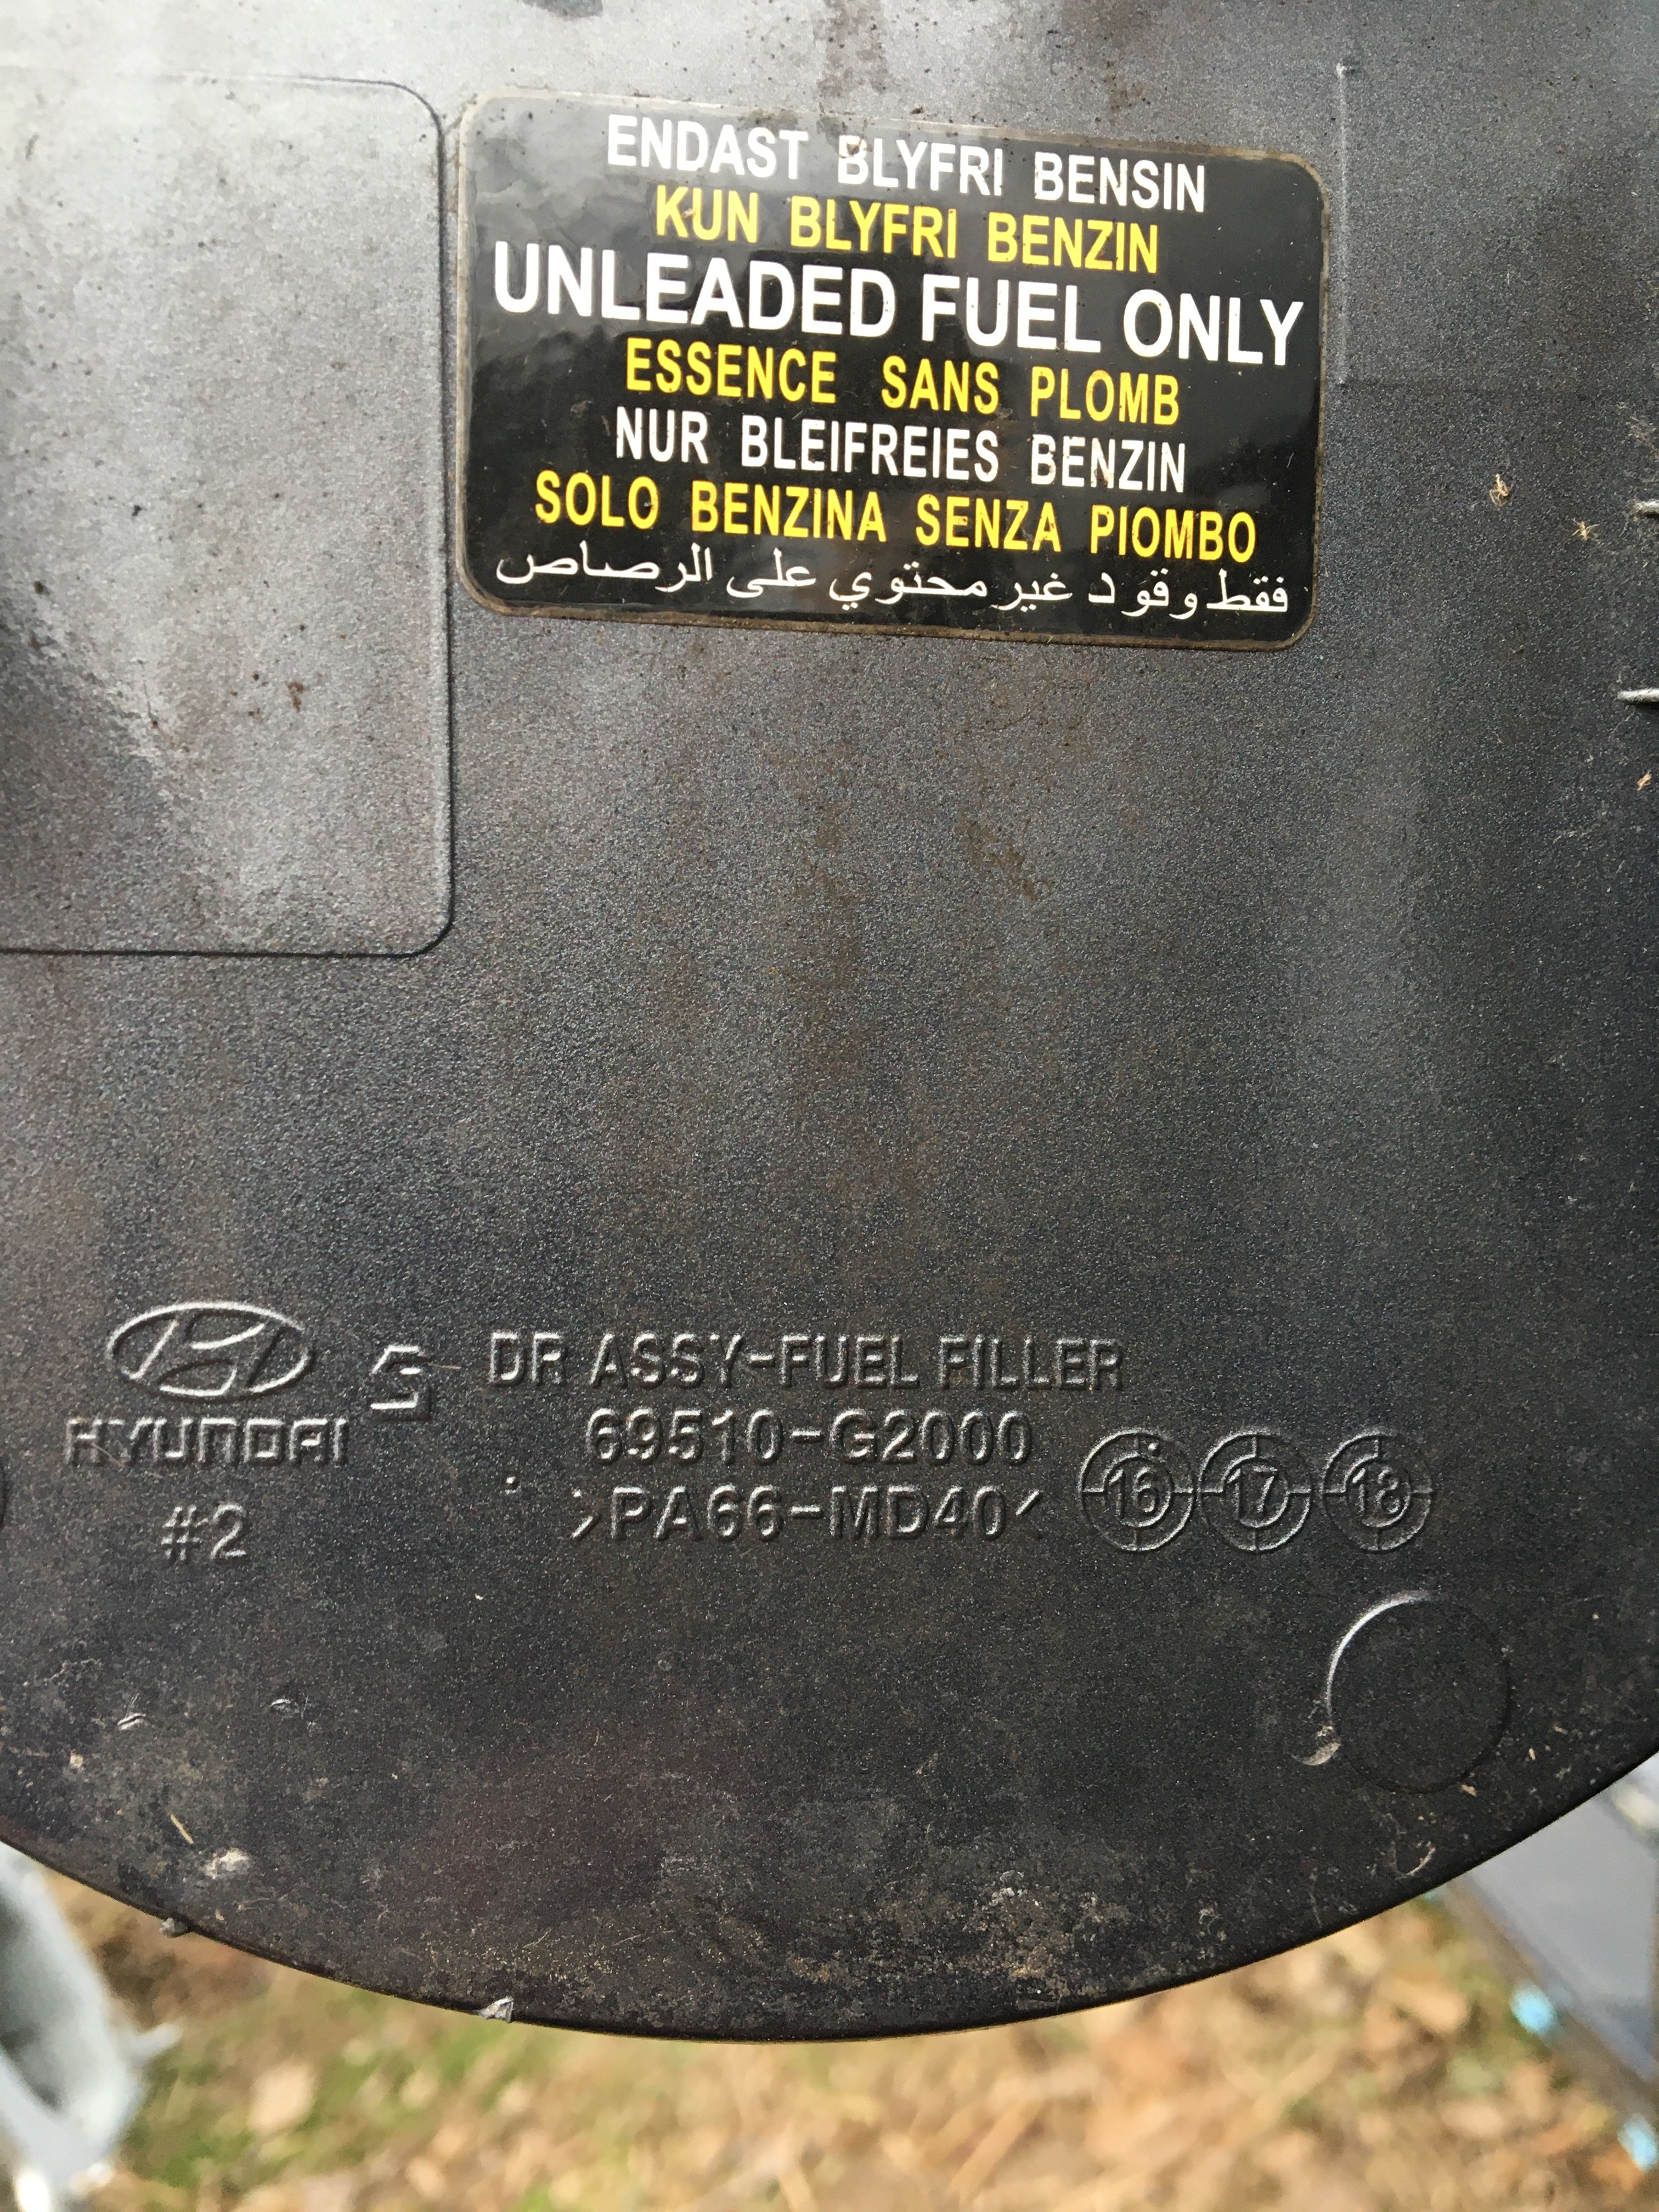 ENDAST BLYFRI BENSIN
KUN BLYFRI BENZIN
UNLEADED FUEL ONLY
ESSENCE SANS PLOMB
NUR BLEIFREIES BENZIN
SOLO BENZINA SENZA PIOMBO
فقط وقود غير محتوي على الرصاص
DR ASSY-FUEL FILLER
HYUNDAI
69510-G2000
#2
>PA66-MD40<
16 17 18